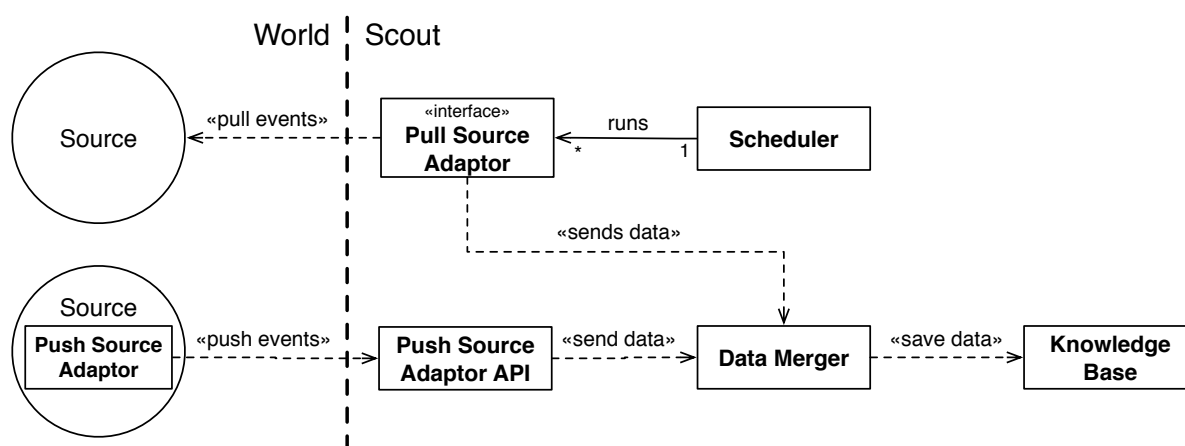 World
Scout
«pull events»
Source
«interface»
Pull Source
Adaptor
runs
*
1
Scheduler
«sends data»
Source
Push Source
Adaptor
«push events»
Push Source
Adaptor API
«send data»
Data Merger
«save data»
Knowledge
Base